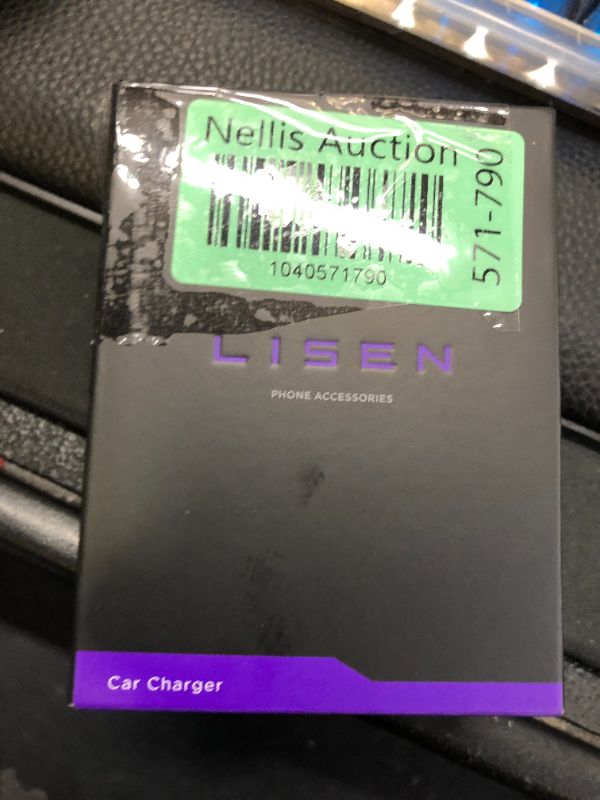 Nellis Auction
571-790
1040571790
LISEN
PHONE ACCESSORIES
Car Charger